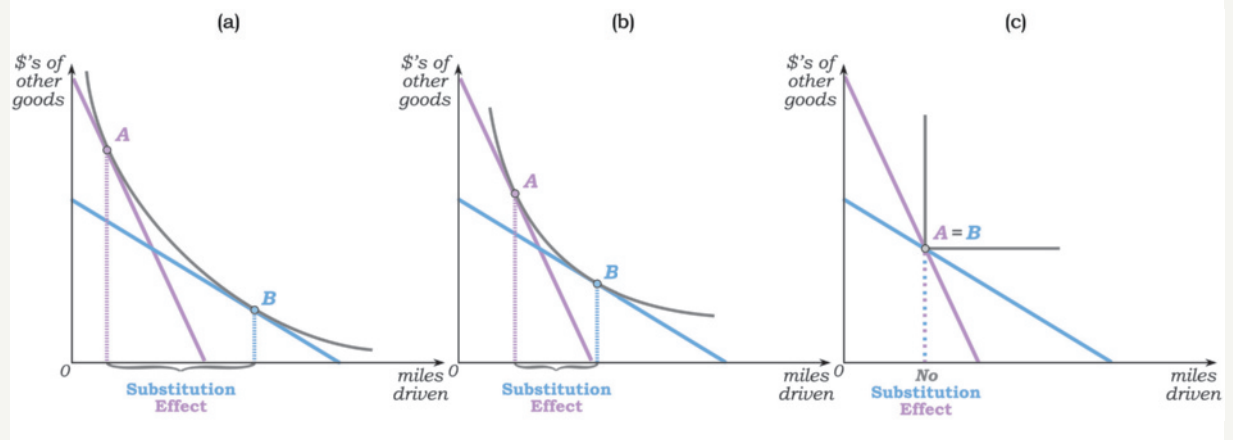 (a)
$'s of
other
goods
A
B
0
miles
driven
Substitution
Effect
(b)
$'s of
other
goods
A
B
0
miles
driven
Substitution
Effect
(c)
$'s of
other
goods
A = B
0
miles
driven
No
Substitution
Effect